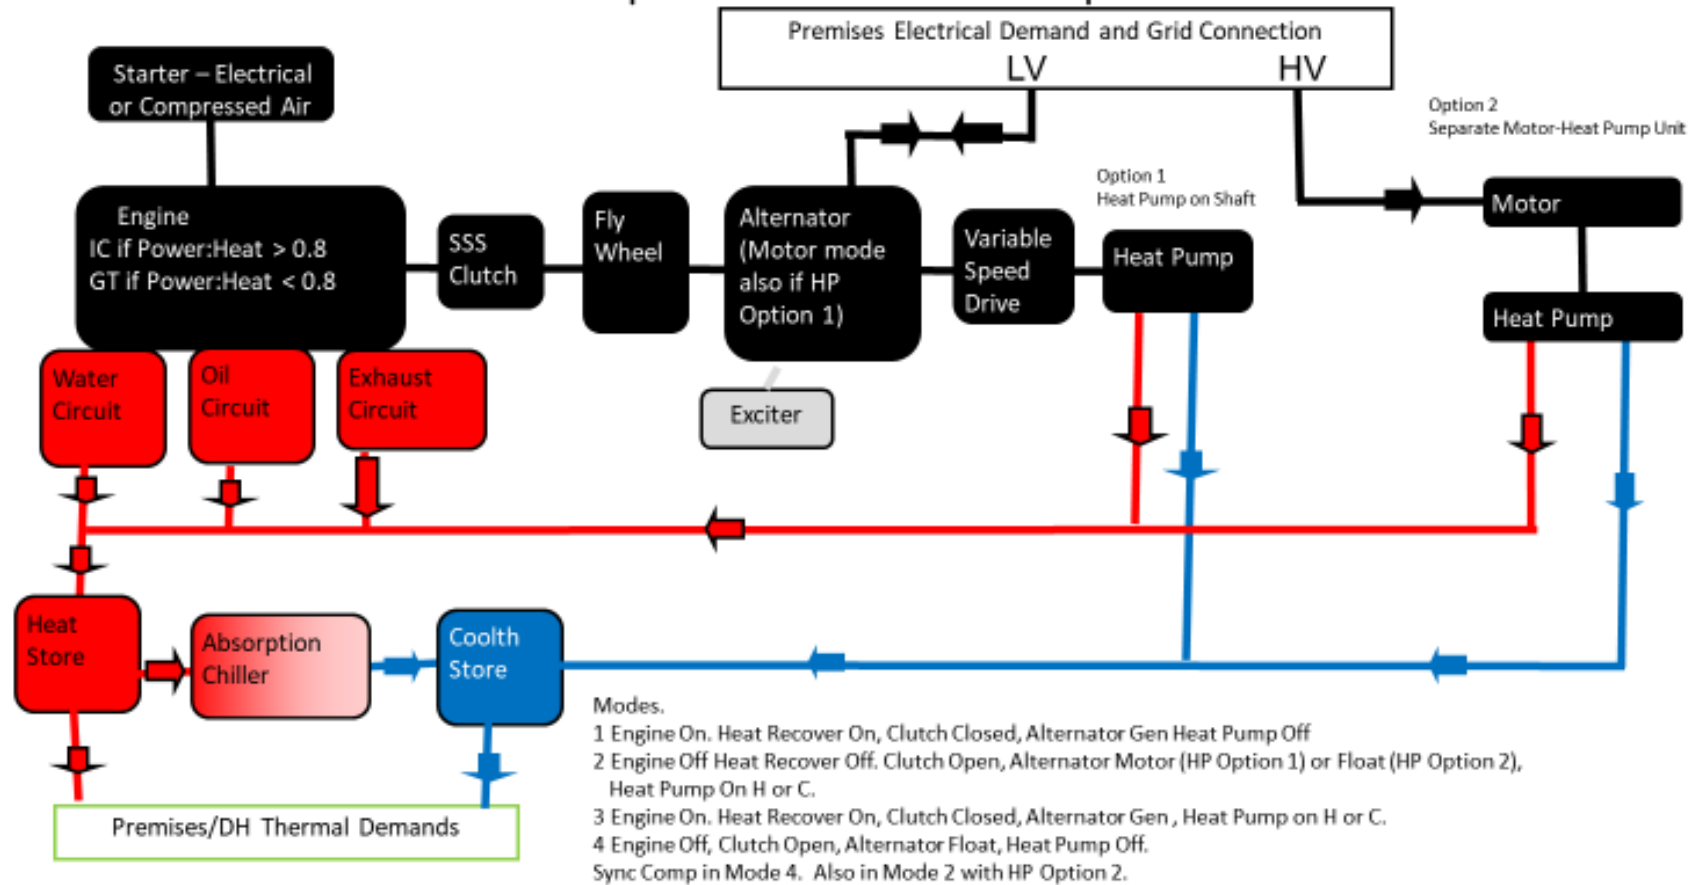 Premises Electrical Demand and Grid Connection
LV HV
Starter – Electrical
or Compressed Air
Option 2
Separate Motor-Heat Pump Unit
Option 1
Heat Pump on Shaft
Engine
IC if Power:Heat > 0.8
GT if Power:Heat < 0.8
SSS
Clutch
Fly
Wheel
Alternator
(Motor mode
also if HP
Option 1)
Variable
Speed
Drive
Heat Pump
Motor
Heat Pump
Water
Circuit
Oil
Circuit
Exhaust
Circuit
Exciter
Heat
Store
Absorption
Chiller
Coolth
Store
Modes.
1 Engine On. Heat Recover On, Clutch Closed, Alternator Gen Heat Pump Off
2 Engine Off Heat Recover Off. Clutch Open, Alternator Motor (HP Option 1) or Float (HP Option 2),
Heat Pump On H or C.
3 Engine On. Heat Recover On, Clutch Closed, Alternator Gen , Heat Pump on H or C.
4 Engine Off, Clutch Open, Alternator Float, Heat Pump Off.
Sync Comp in Mode 4. Also in Mode 2 with HP Option 2.
Premises/DH Thermal Demands